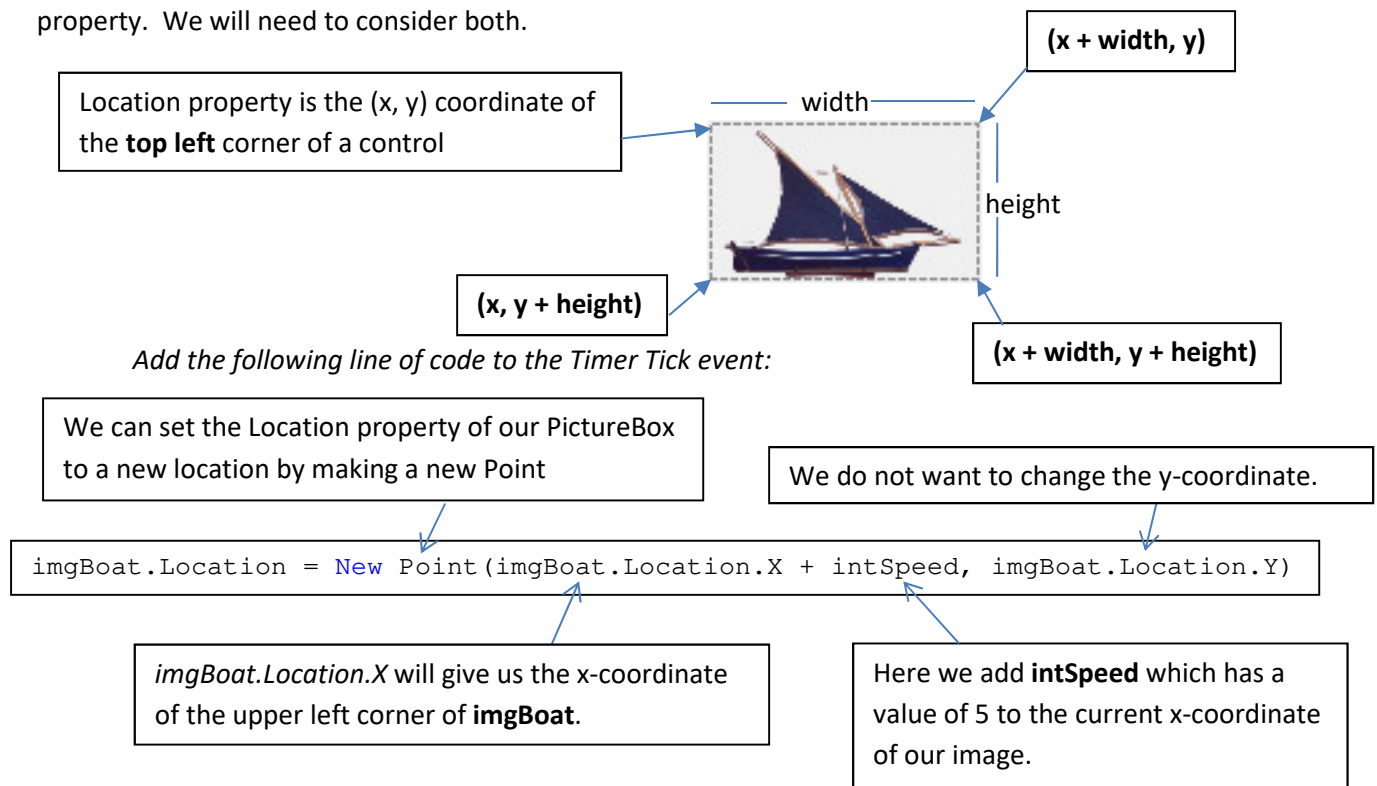 property.  We will need to consider both.
(x + width, y)
Location property is the (x, y) coordinate of
the top left corner of a control
width
height
(x, y + height)
(x + width, y + height)
Add the following line of code to the Timer Tick event:
We can set the Location property of our PictureBox
to a new location by making a new Point
We do not want to change the y-coordinate.
imgBoat.Location = New Point(imgBoat.Location.X + intSpeed, imgBoat.Location.Y)
imgBoat.Location.X will give us the x-coordinate
of the upper left corner of imgBoat.
Here we add intSpeed which has a
value of 5 to the current x-coordinate
of our image.